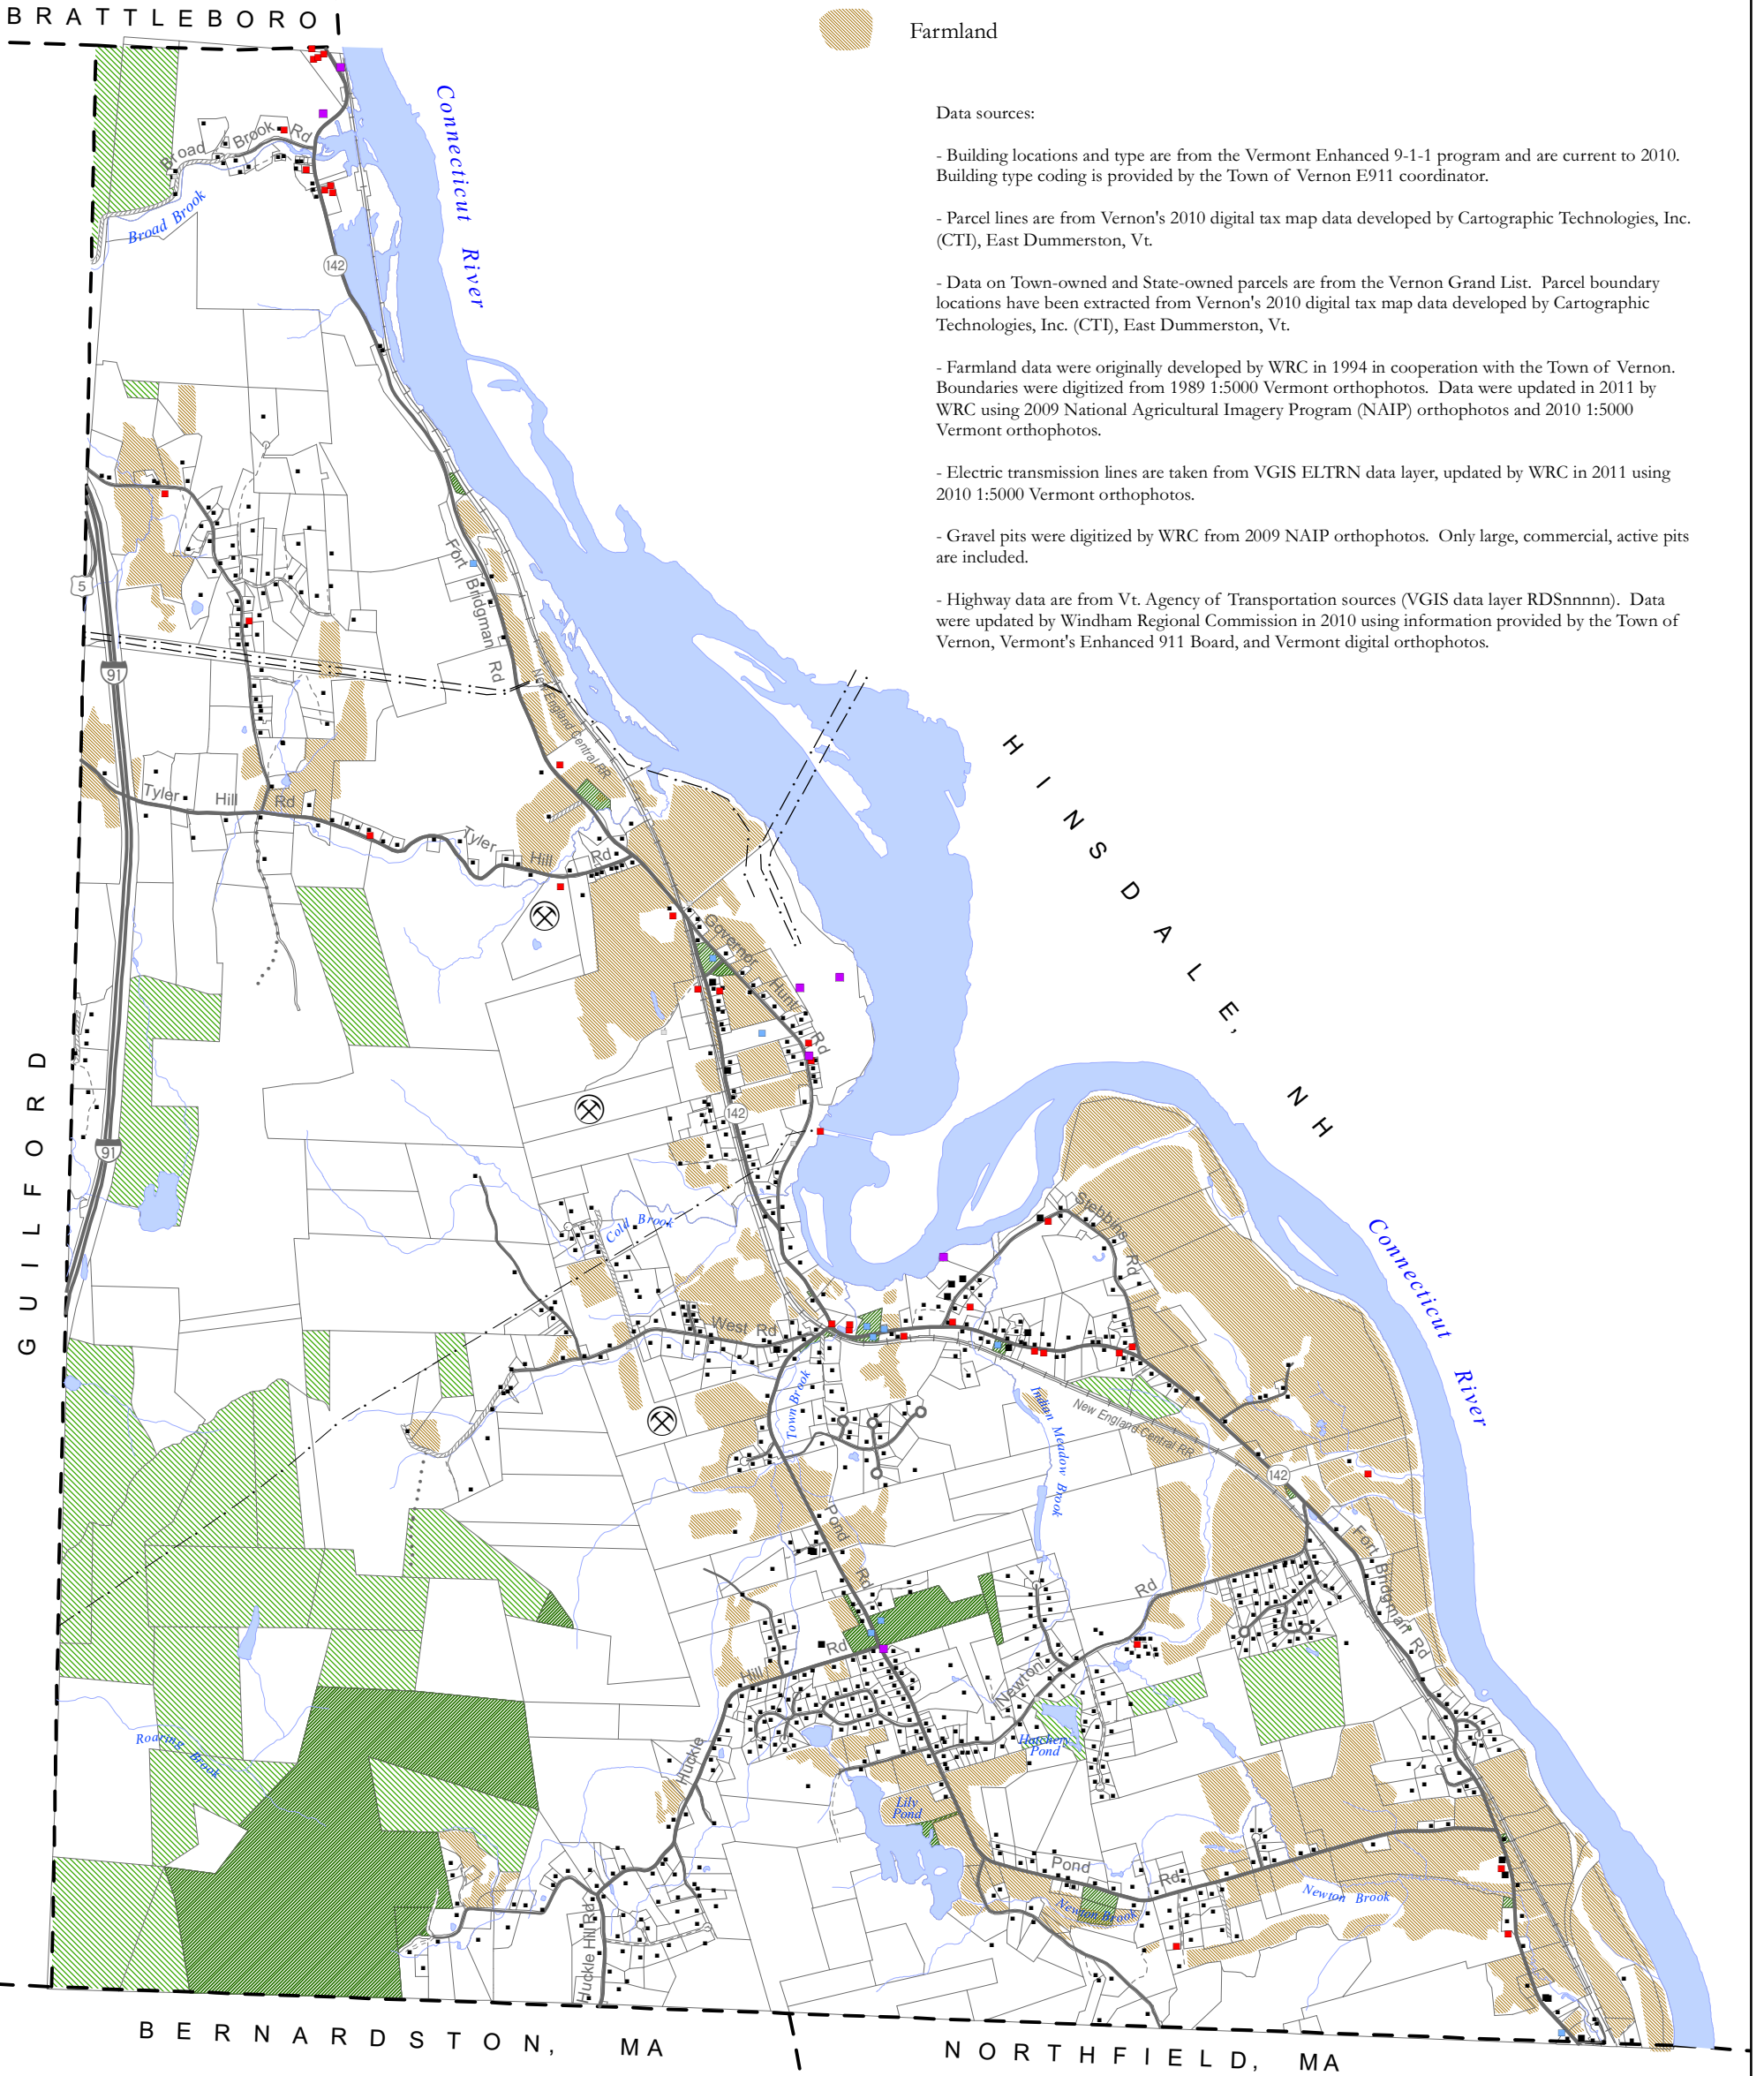 BRATTLEBORO
Farmland
Data sources:
- Building locations and type are from the Vermont Enhanced 9-1-1 program and are current to 2010.
Building type coding is provided by the Town of Vernon E911 coordinator.
- Parcel lines are from Vernon's 2010 digital tax map data developed by Cartographic Technologies, Inc.
(CTI), East Dummerston, Vt.
- Data on Town-owned and State-owned parcels are from the Vernon Grand List.  Parcel boundary
locations have been extracted from Vernon's 2010 digital tax map data developed by Cartographic
Technologies, Inc. (CTI), East Dummerston, Vt.
- Farmland data were originally developed by WRC in 1994 in cooperation with the Town of Vernon.
Boundaries were digitized from 1989 1:5000 Vermont orthophotos.  Data were updated in 2011 by
WRC using 2009 National Agricultural Imagery Program (NAIP) orthophotos and 2010 1:5000
Vermont orthophotos.
- Electric transmission lines are taken from VGIS ELTRN data layer, updated by WRC in 2011 using
2010 1:5000 Vermont orthophotos.
- Gravel pits were digitized by WRC from 2009 NAIP orthophotos.  Only large, commercial, active pits
are included.
- Highway data are from Vt. Agency of Transportation sources (VGIS data layer RDSnnnnn).  Data
were updated by Windham Regional Commission in 2010 using information provided by the Town of
Vernon, Vermont's Enhanced 911 Board, and Vermont digital orthophotos.
Connecticut River
Broad Brook Rd
Broad Brook
142
Fort Bridgman Rd
5
91
New England Central RR
HINSDALE, NH
Tyler Hill Rd
Tyler Hill Rd
Governor Hunt Rd
142
91
GUILFORD
Cold Brook
Stebbins Rd
Connecticut River
West Rd
Town Brook
Indian Meadow Brook
New England Central RR
142
Pond Rd
Fort Bridgman Rd
Rd
Newton
Hill Rd
Huckle
Hatchery
Pond
Roaring Brook
Lily
Pond
Pond Rd
Newton Brook
Newton Brook
Huckle Hill Rd
BERNARDSTON, MA
NORTHFIELD, MA